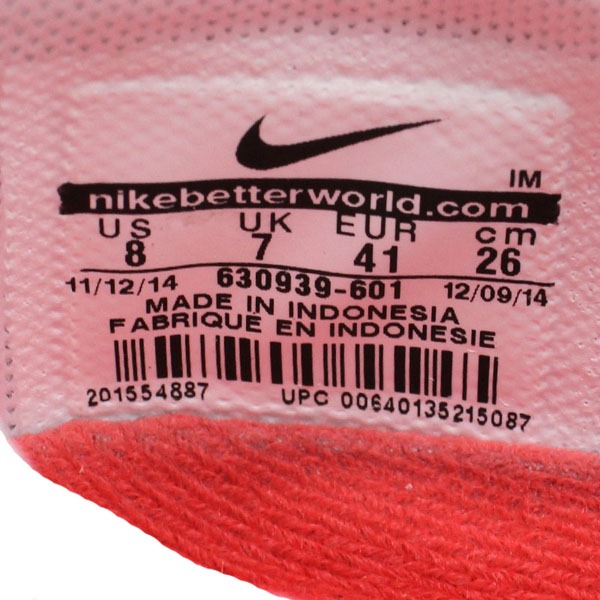 IM
nikebetterworld.com
US UK EUR cm
8 7 41 26
11/12/14 630939-601 12/09/14
MADE IN INDONESIA
FABRIQUÉ EN INDONESIE
201554887 UPC 00640135215087